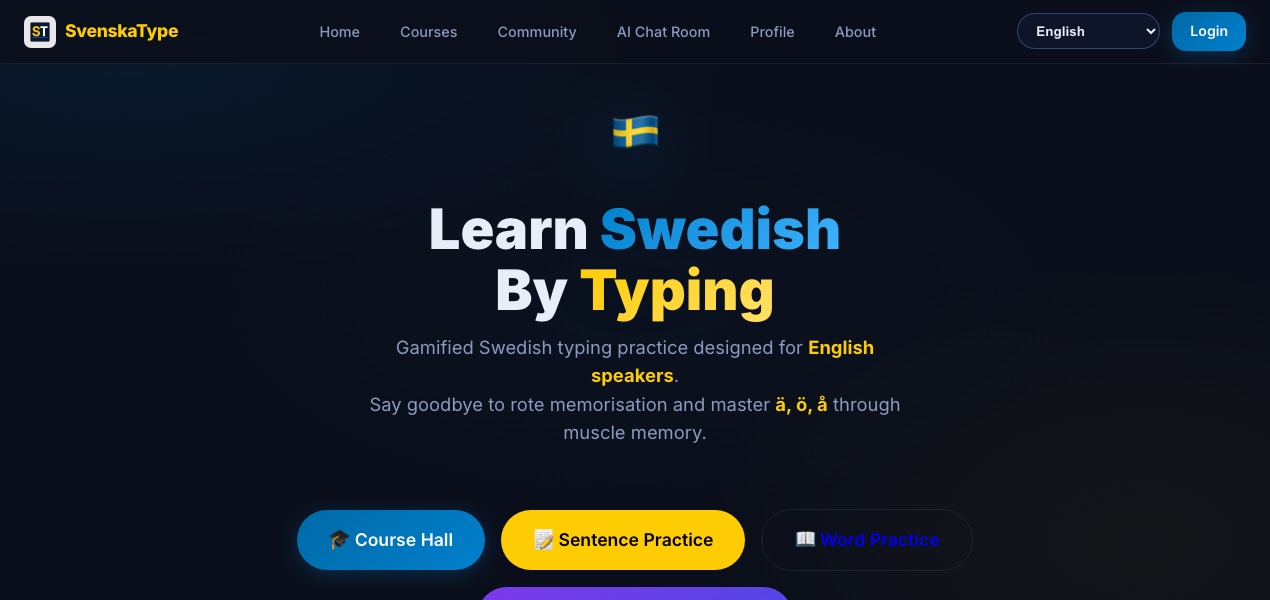 ST SvenskaType
Home Courses Community AI Chat Room Profile About
English Login
Learn Swedish
By Typing
Gamified Swedish typing practice designed for English
speakers.
Say goodbye to rote memorisation and master ä, ö, å through
muscle memory.
Course Hall Sentence Practice Word Practice